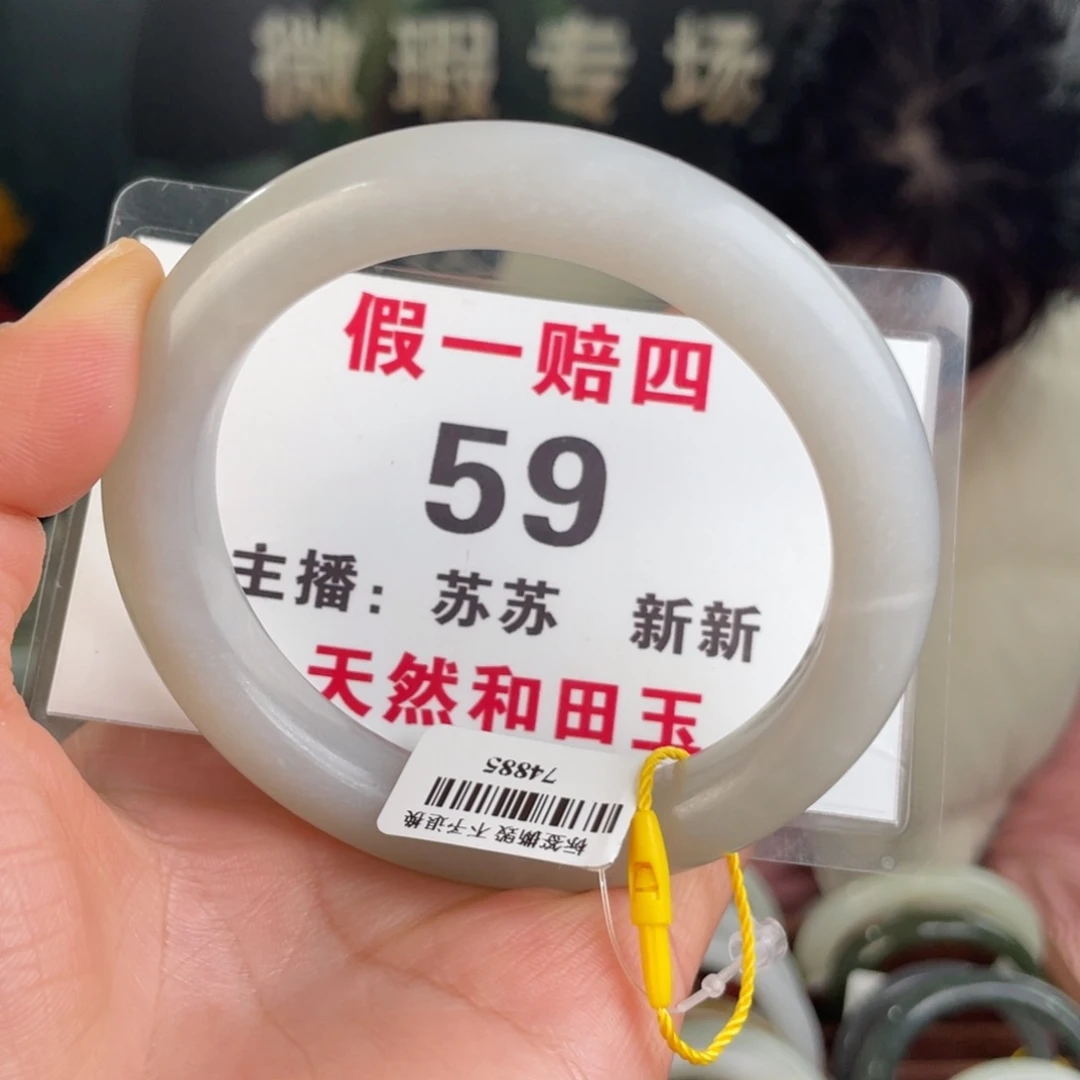 微瑕专场
假一赔四
59
主播：苏苏 新新
天然和田玉
74885
标签撕毁 不予退换